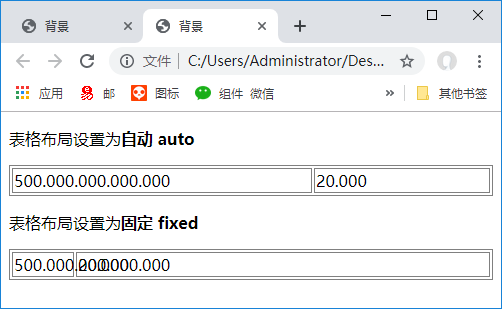 背景
背景
文件 C:/Users/Administrator/Des...
应用 邮 图标 组件 微信 » 其他书签
表格布局设置为自动 auto
500.000.000.000.000 20.000
表格布局设置为固定 fixed
500.000.000.000.000 20.000